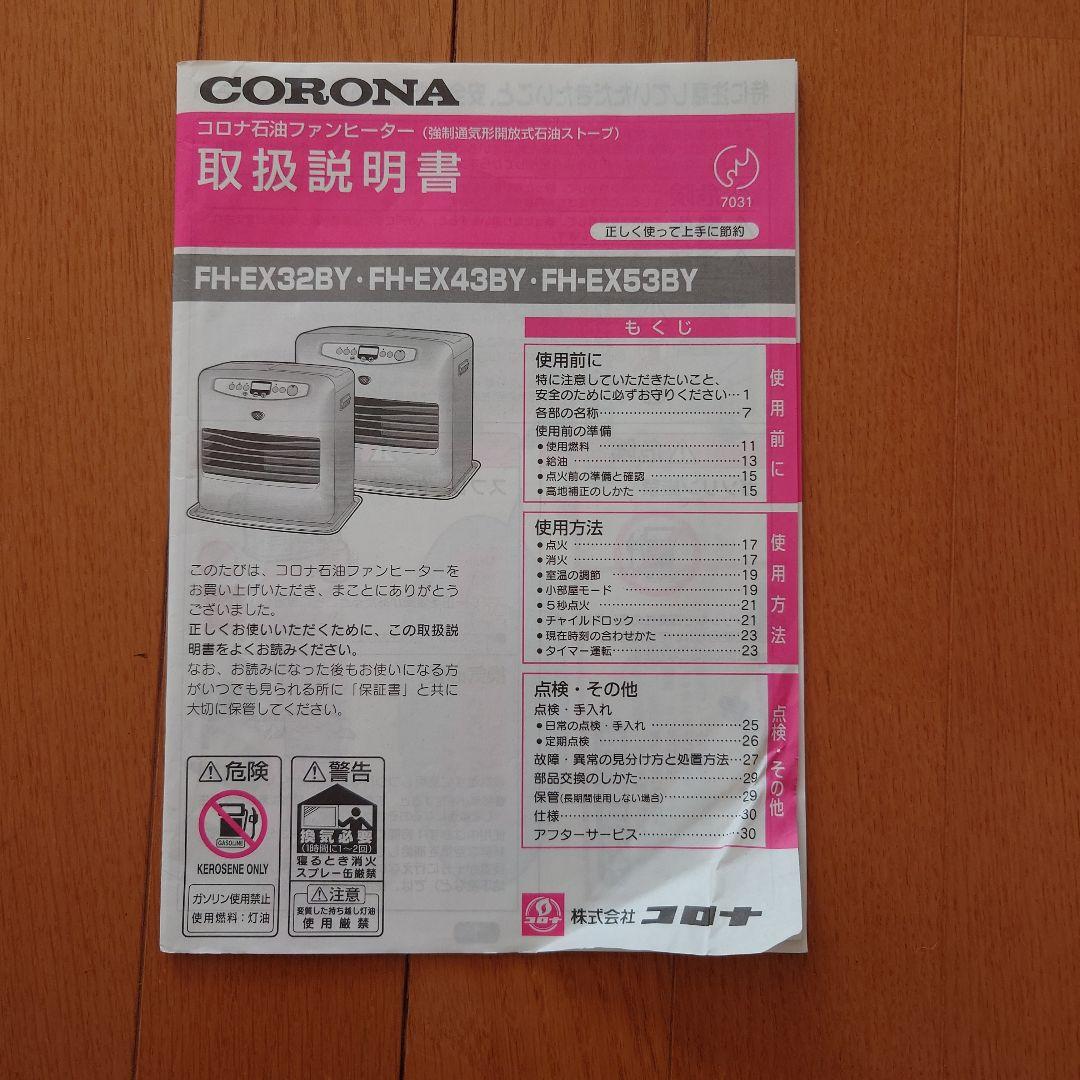 CORONA
コロナ石油ファンヒーター（強制通気形開放式石油ストーブ）
取扱説明書
7031
正しく使って上手に節約
FH-EX32BY・FH-EX43BY・FH-EX53BY
もくじ
使用前に
特に注意していただきたいこと、
安全のために必ずお守りください…1
各部の名称…7
使用前の準備
●使用燃料…11
●給油…13
●点火前の準備と確認…15
●高地補正のしかた…15
使用前に
使用方法
●点火…17
●消火…17
●室温の調節…19
●小部屋モード…19
●5秒点火…21
●チャイルドロック…21
●現在時刻の合わせかた…23
●タイマー運転…23
使用方法
点検・その他
点検・手入れ
●日常の点検・手入れ…25
●定期点検…26
故障・異常の見分け方と処置方法…27
部品交換のしかた…29
保管(長期間使用しない場合)…29
仕様…30
アフターサービス…30
点検・その他
このたびは、コロナ石油ファンヒーターを
お買い上げいただき、まことにありがとう
ございました。
正しくお使いいただくために、この取扱説
明書をよくお読みください。
なお、お読みになった後もお使いになる方
がいつでも見られる所に「保証書」と共に
大切に保管してください。
危険
GASOLINE
KEROSENE ONLY
ガソリン使用禁止
使用燃料：灯油
警告
換気必要
(1時間に1〜2回)
寝るとき消火
スプレー缶厳禁
注意
変質した持ち越し灯油
使用厳禁
コロナ
株式会社 コロナ